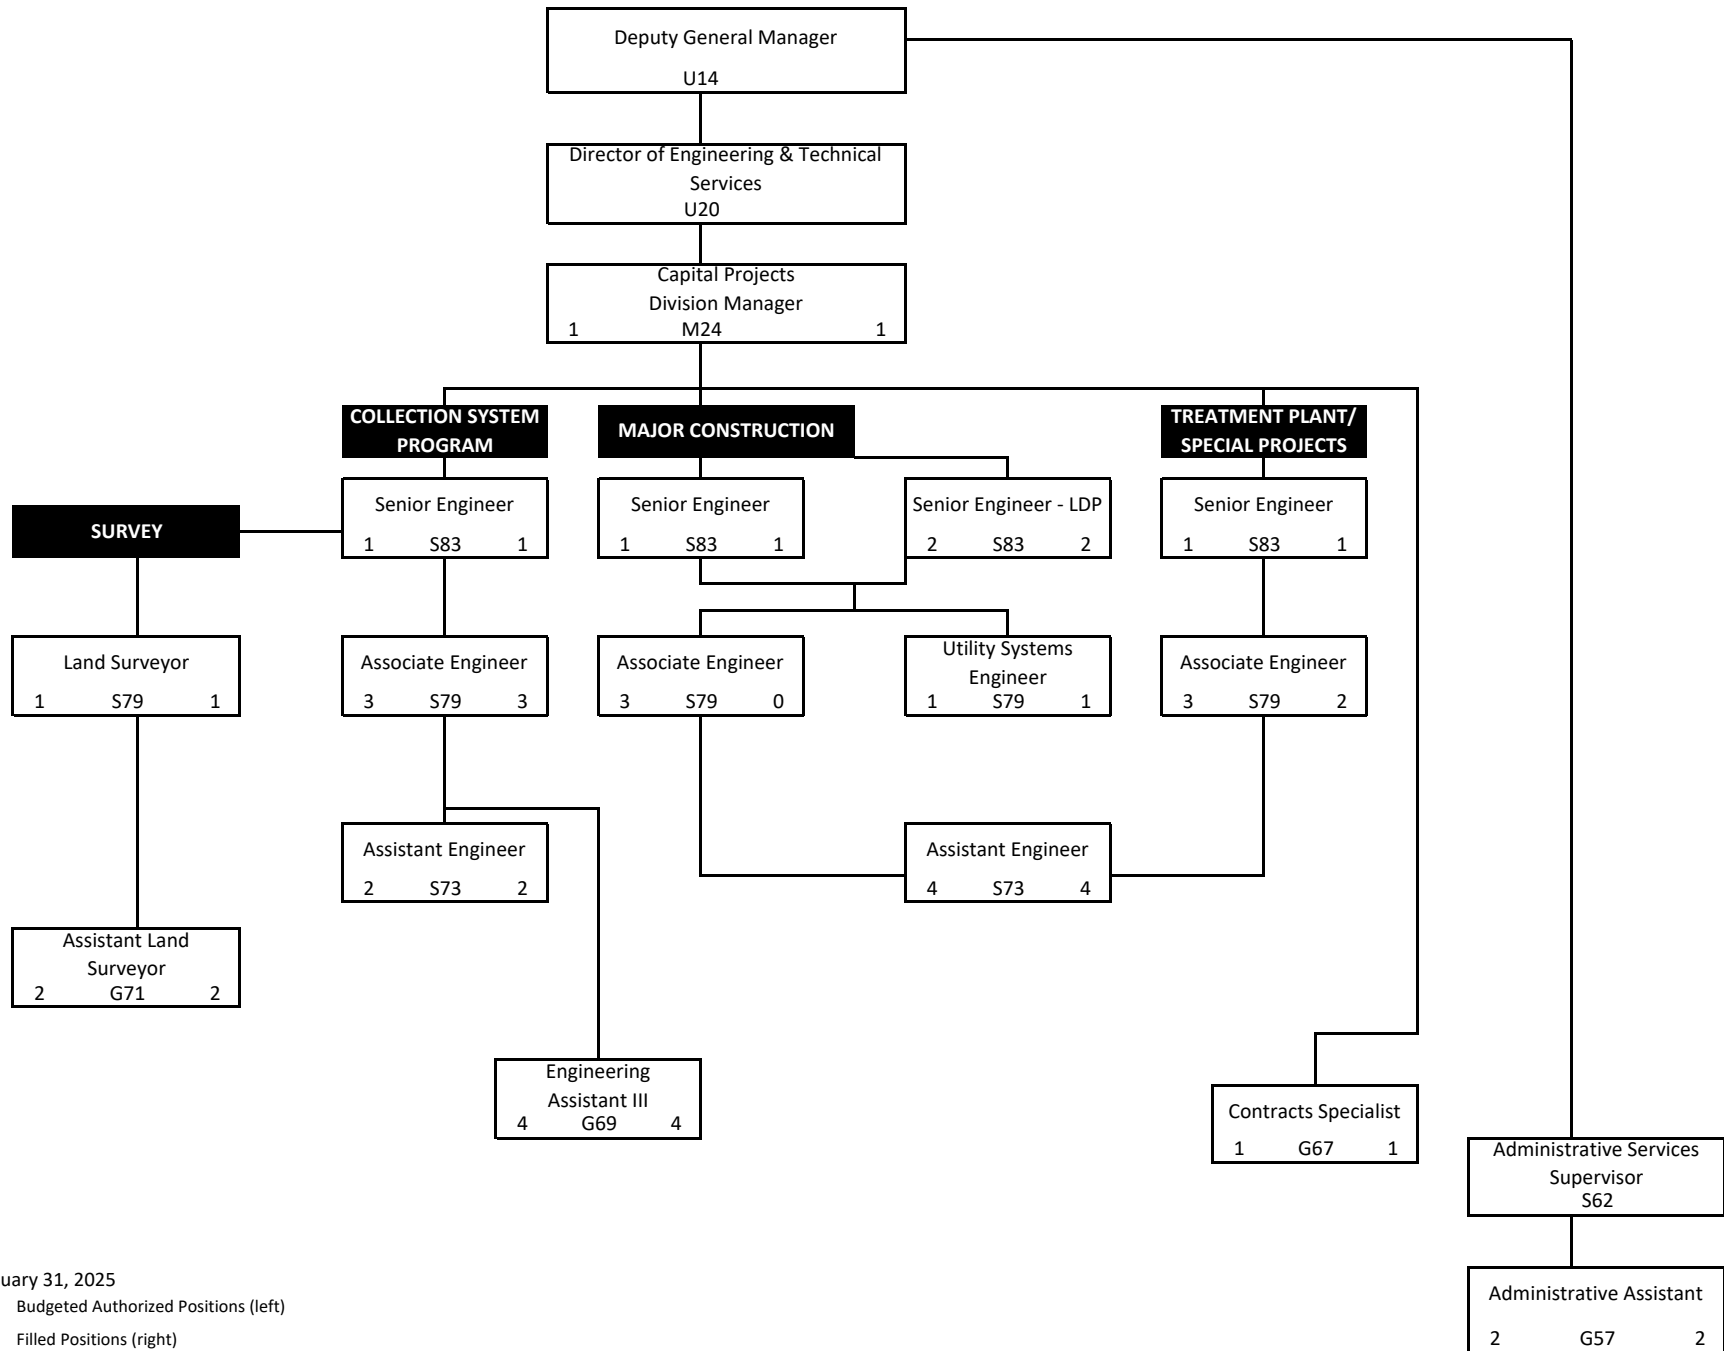 Deputy General Manager
U14
Director of Engineering & Technical
Services
U20
Capital Projects
Division Manager
1 M24 1
COLLECTION SYSTEM
PROGRAM
MAJOR CONSTRUCTION
TREATMENT PLANT/
SPECIAL PROJECTS
SURVEY
Senior Engineer
1 S83 1
Senior Engineer
1 S83 1
Senior Engineer - LDP
2 S83 2
Senior Engineer
1 S83 1
Land Surveyor
1 S79 1
Associate Engineer
3 S79 3
Associate Engineer
3 S79 0
Utility Systems
Engineer
1 S79 1
Associate Engineer
3 S79 2
Assistant Engineer
2 S73 2
Assistant Engineer
4 S73 4
Assistant Land
Surveyor
2 G71 2
Engineering
Assistant III
4 G69 4
Contracts Specialist
1 G67 1
Administrative Services
Supervisor
S62
Administrative Assistant
2 G57 2
uary 31, 2025
Budgeted Authorized Positions (left)
Filled Positions (right)